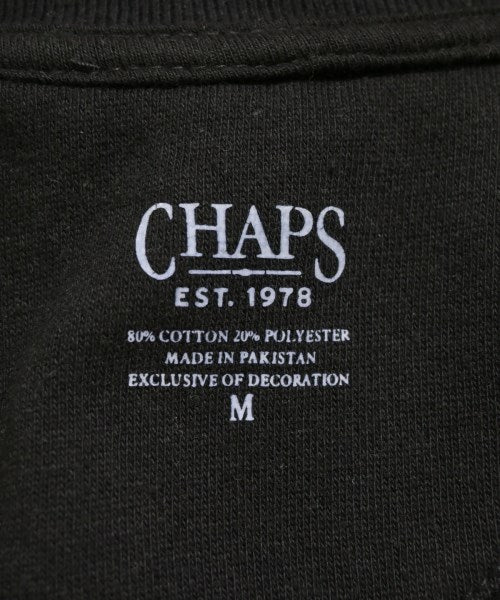 CHAPS
EST. 1978
80% COTTON 20% POLYESTER
MADE IN PAKISTAN
EXCLUSIVE OF DECORATION
M